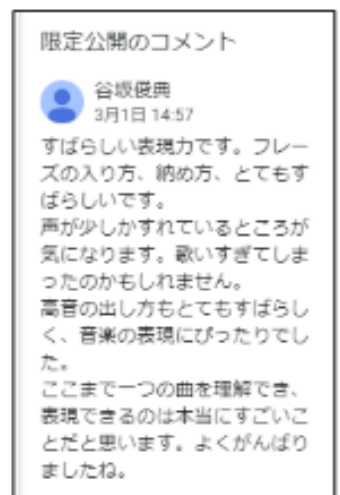 限定公開のコメント
谷坂俊典
3月1日 14:57
すばらしい表現力です。フレー
ズの入り方、納め方、とてもす
ばらしいです。
声が少しかすれているところが
気になります。歌いすぎてしま
ったのかもしれません。
高音の出し方もとてもすばらし
く、音楽の表現にぴったりでし
た。
ここまで一つの曲を理解でき、
表現できるのは本当にすごいこ
とだと思います。よくがんばり
ましたね。